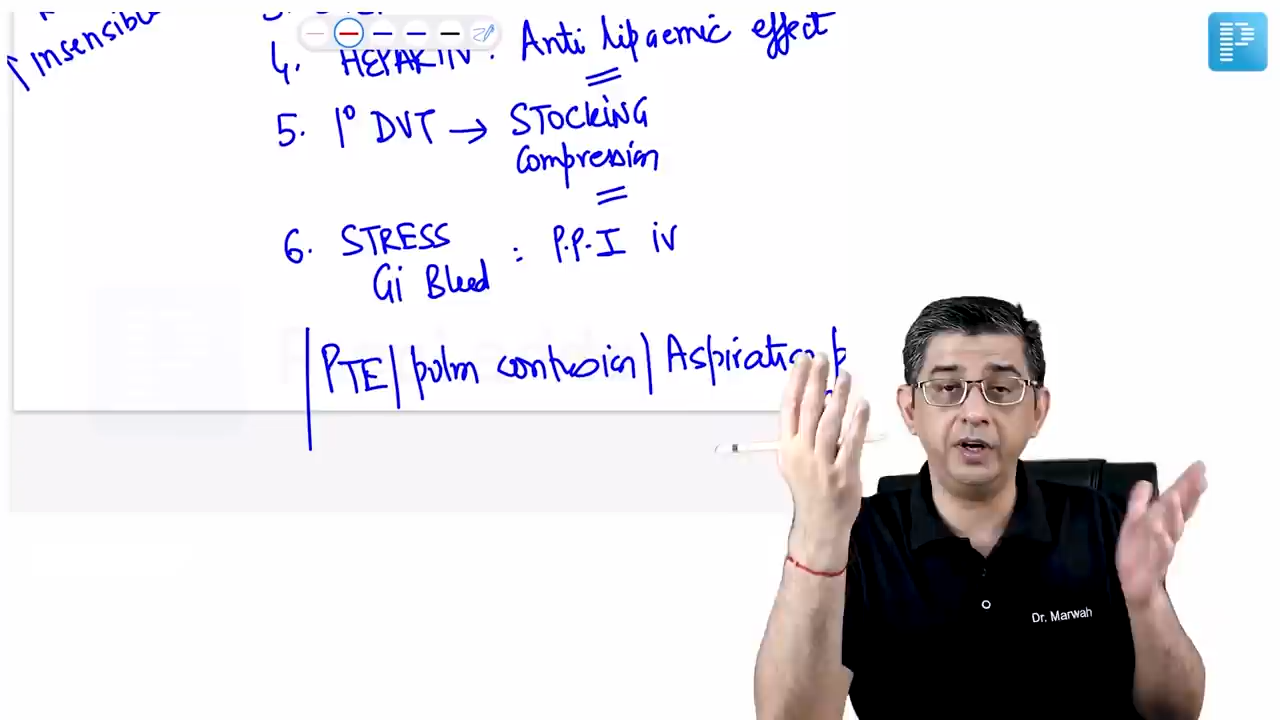 ↑ insensible
4. HEPARIN : Anti lipaemic effect
5. 1° DVT → STOCKING
compression
6. STRESS : P.P.I iv
Gi Bleed
PTE | pulm contusion | Aspiration p
Dr. Marwah